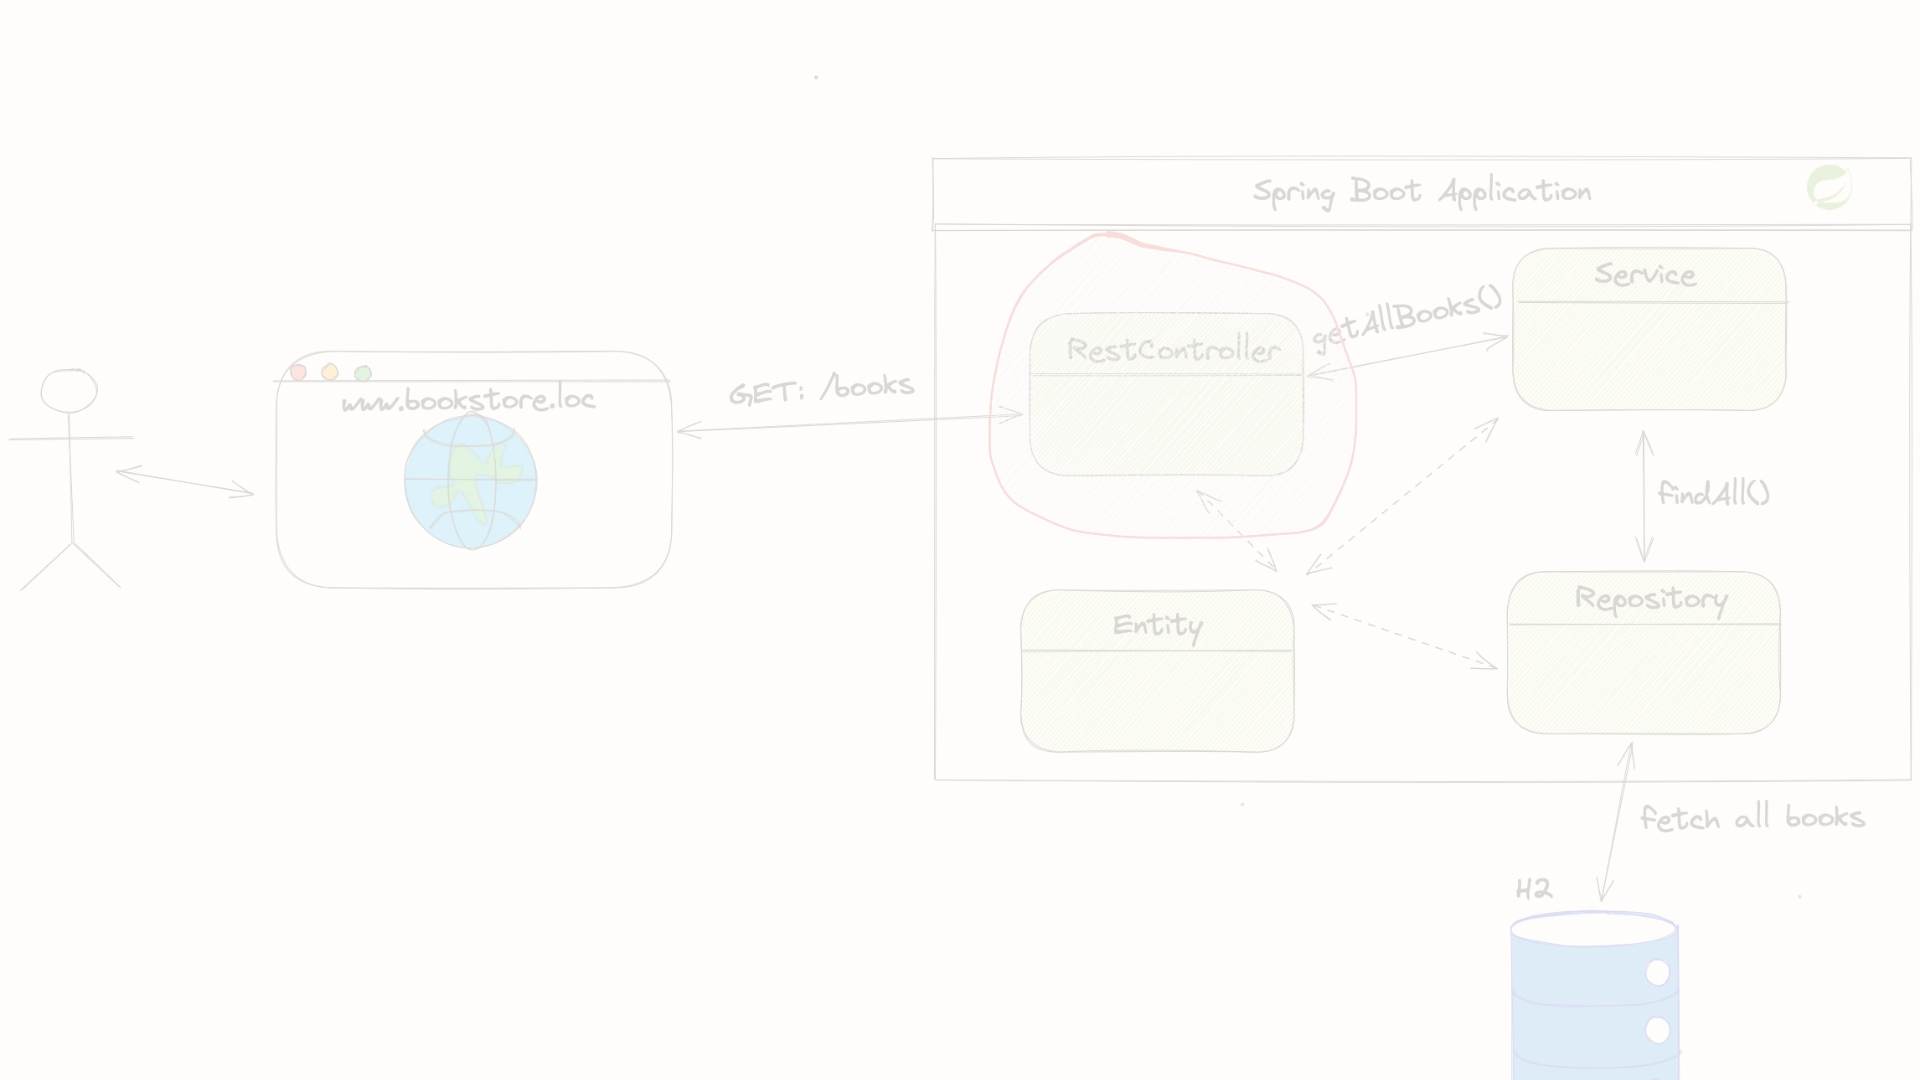 Spring Boot Application
Service
getAllBooks()
RestController
GET: /books
www.bookstore.loc
findAll()
Repository
Entity
fetch all books
H2